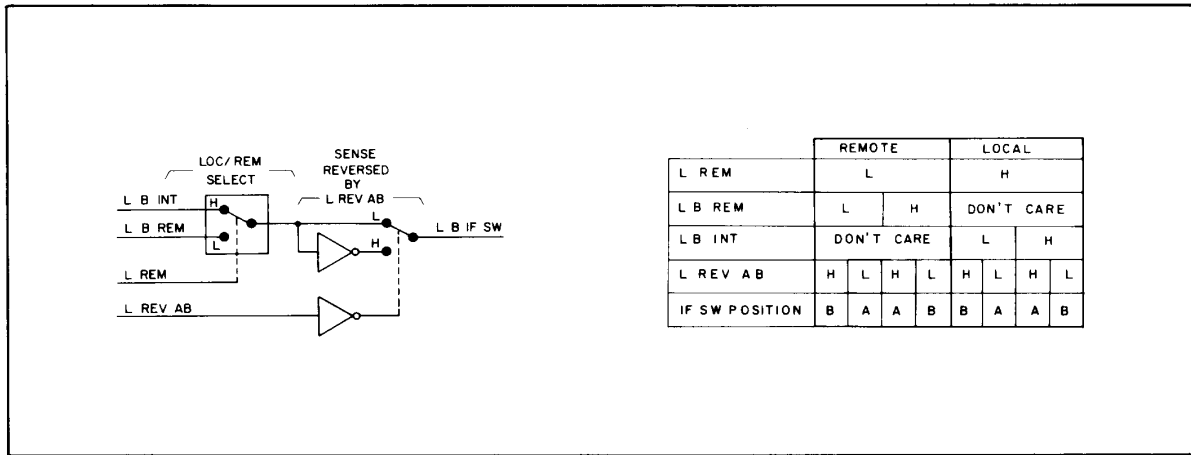 LOC/REM
SELECT
SENSE
REVERSED
BY
L REV AB
L B INT
H
L B REM
L
L REM
L REV AB
L
H
L B IF SW
REMOTE LOCAL
L REM L H
L B REM L H DON'T CARE
L B INT DON'T CARE L H
L REV AB H L H L H L H L
IF SW POSITION B A A B B A A B